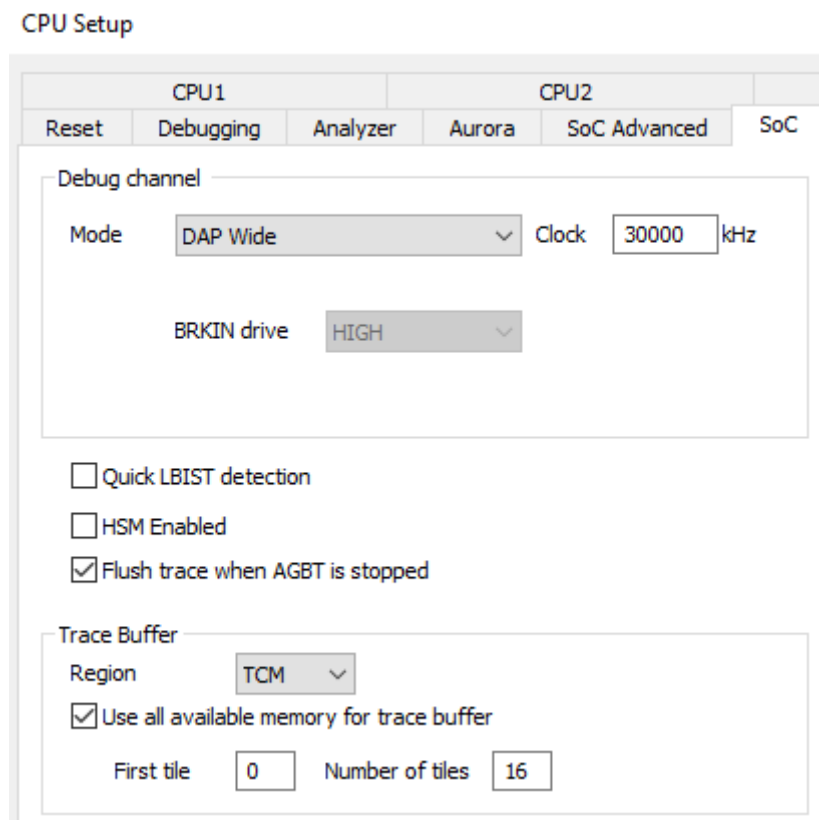 CPU Setup
CPU1 CPU2
Reset Debugging Analyzer Aurora SoC Advanced SoC
Debug channel
Mode DAP Wide Clock 30000 kHz
BRKIN drive HIGH
Quick LBIST detection
HSM Enabled
Flush trace when AGBT is stopped
Trace Buffer
Region TCM
Use all available memory for trace buffer
First tile 0 Number of tiles 16